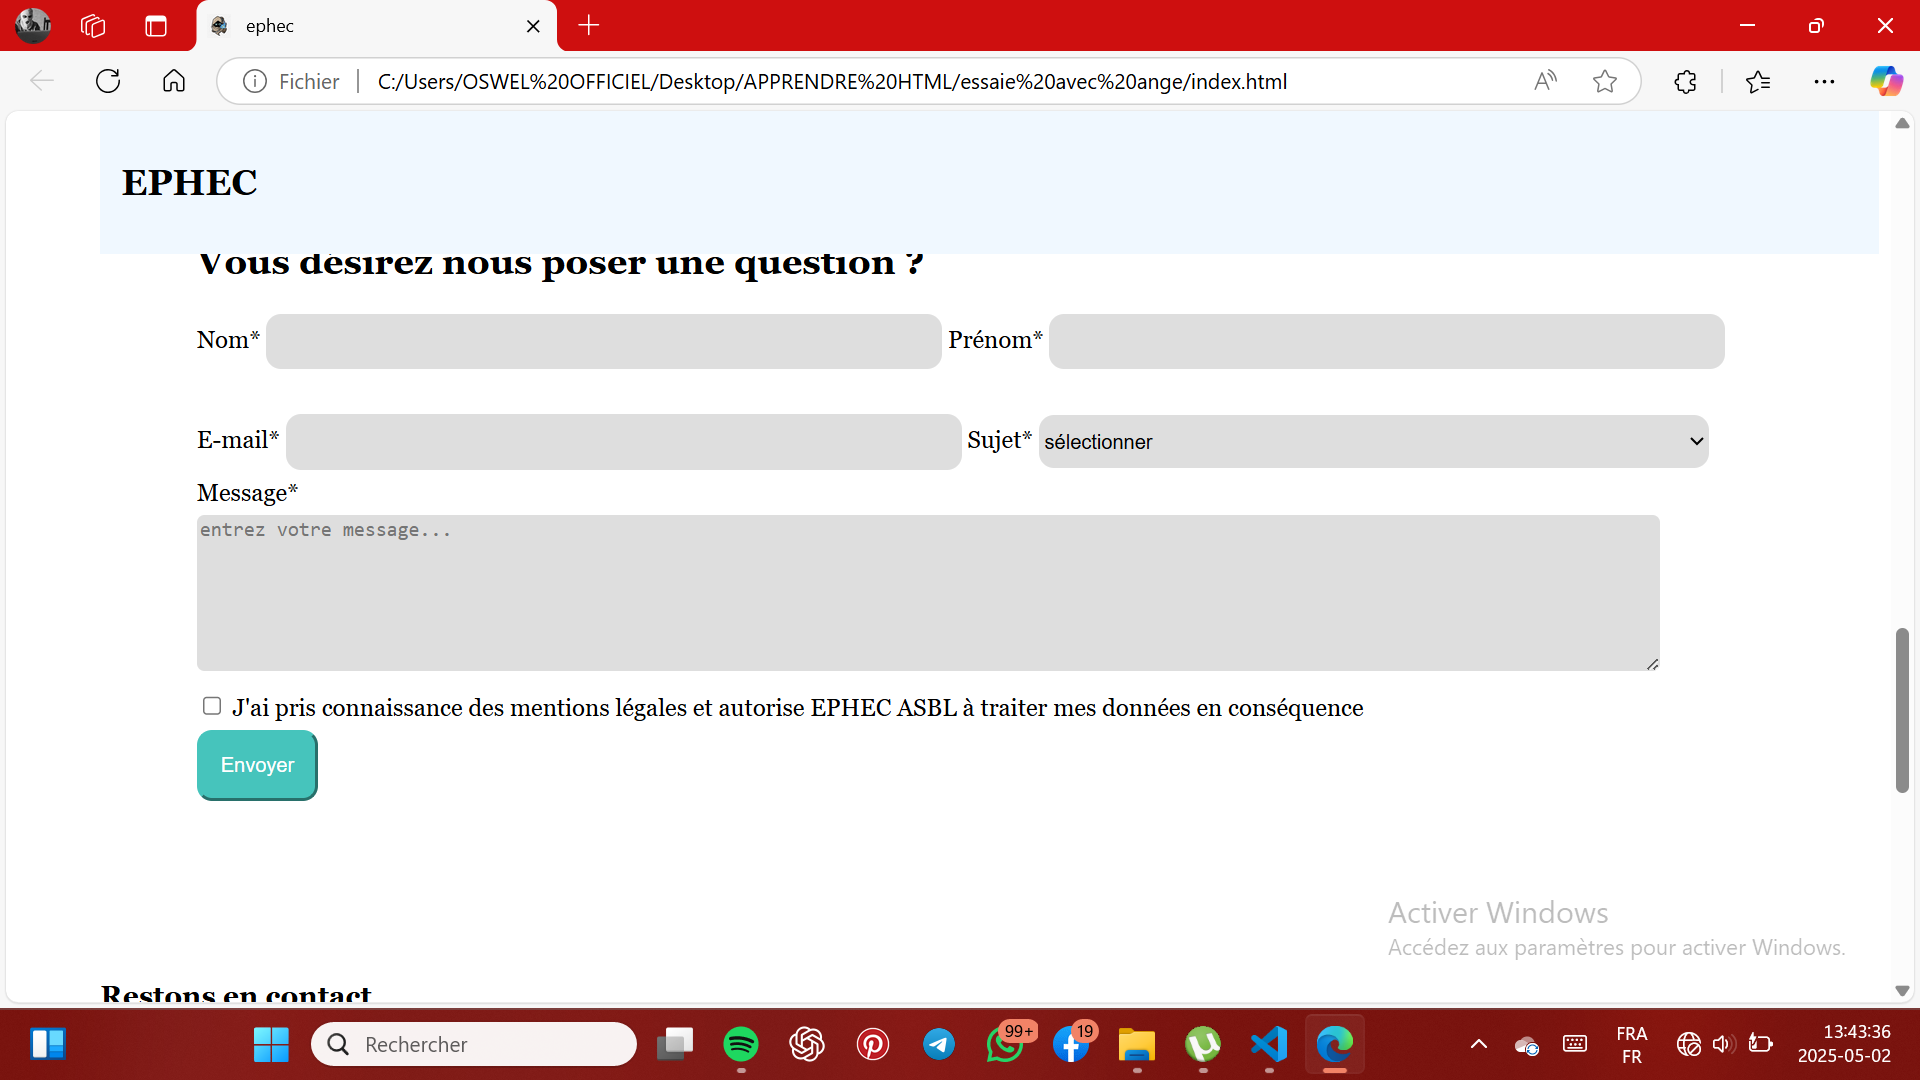 ephec
Fichier C:/Users/OSWEL%20OFFICIEL/Desktop/APPRENDRE%20HTML/essaie%20avec%20ange/index.html
EPHEC
Vous désirez nous poser une question ?
Nom* Prénom*
E-mail* Sujet* sélectionner
Message*
entrez votre message...
J'ai pris connaissance des mentions légales et autorise EPHEC ASBL à traiter mes données en conséquence
Envoyer
Activer Windows
Accédez aux paramètres pour activer Windows.
Restons en contact
Rechercher
99+
19
FRA
FR
13:43:36
2025-05-02